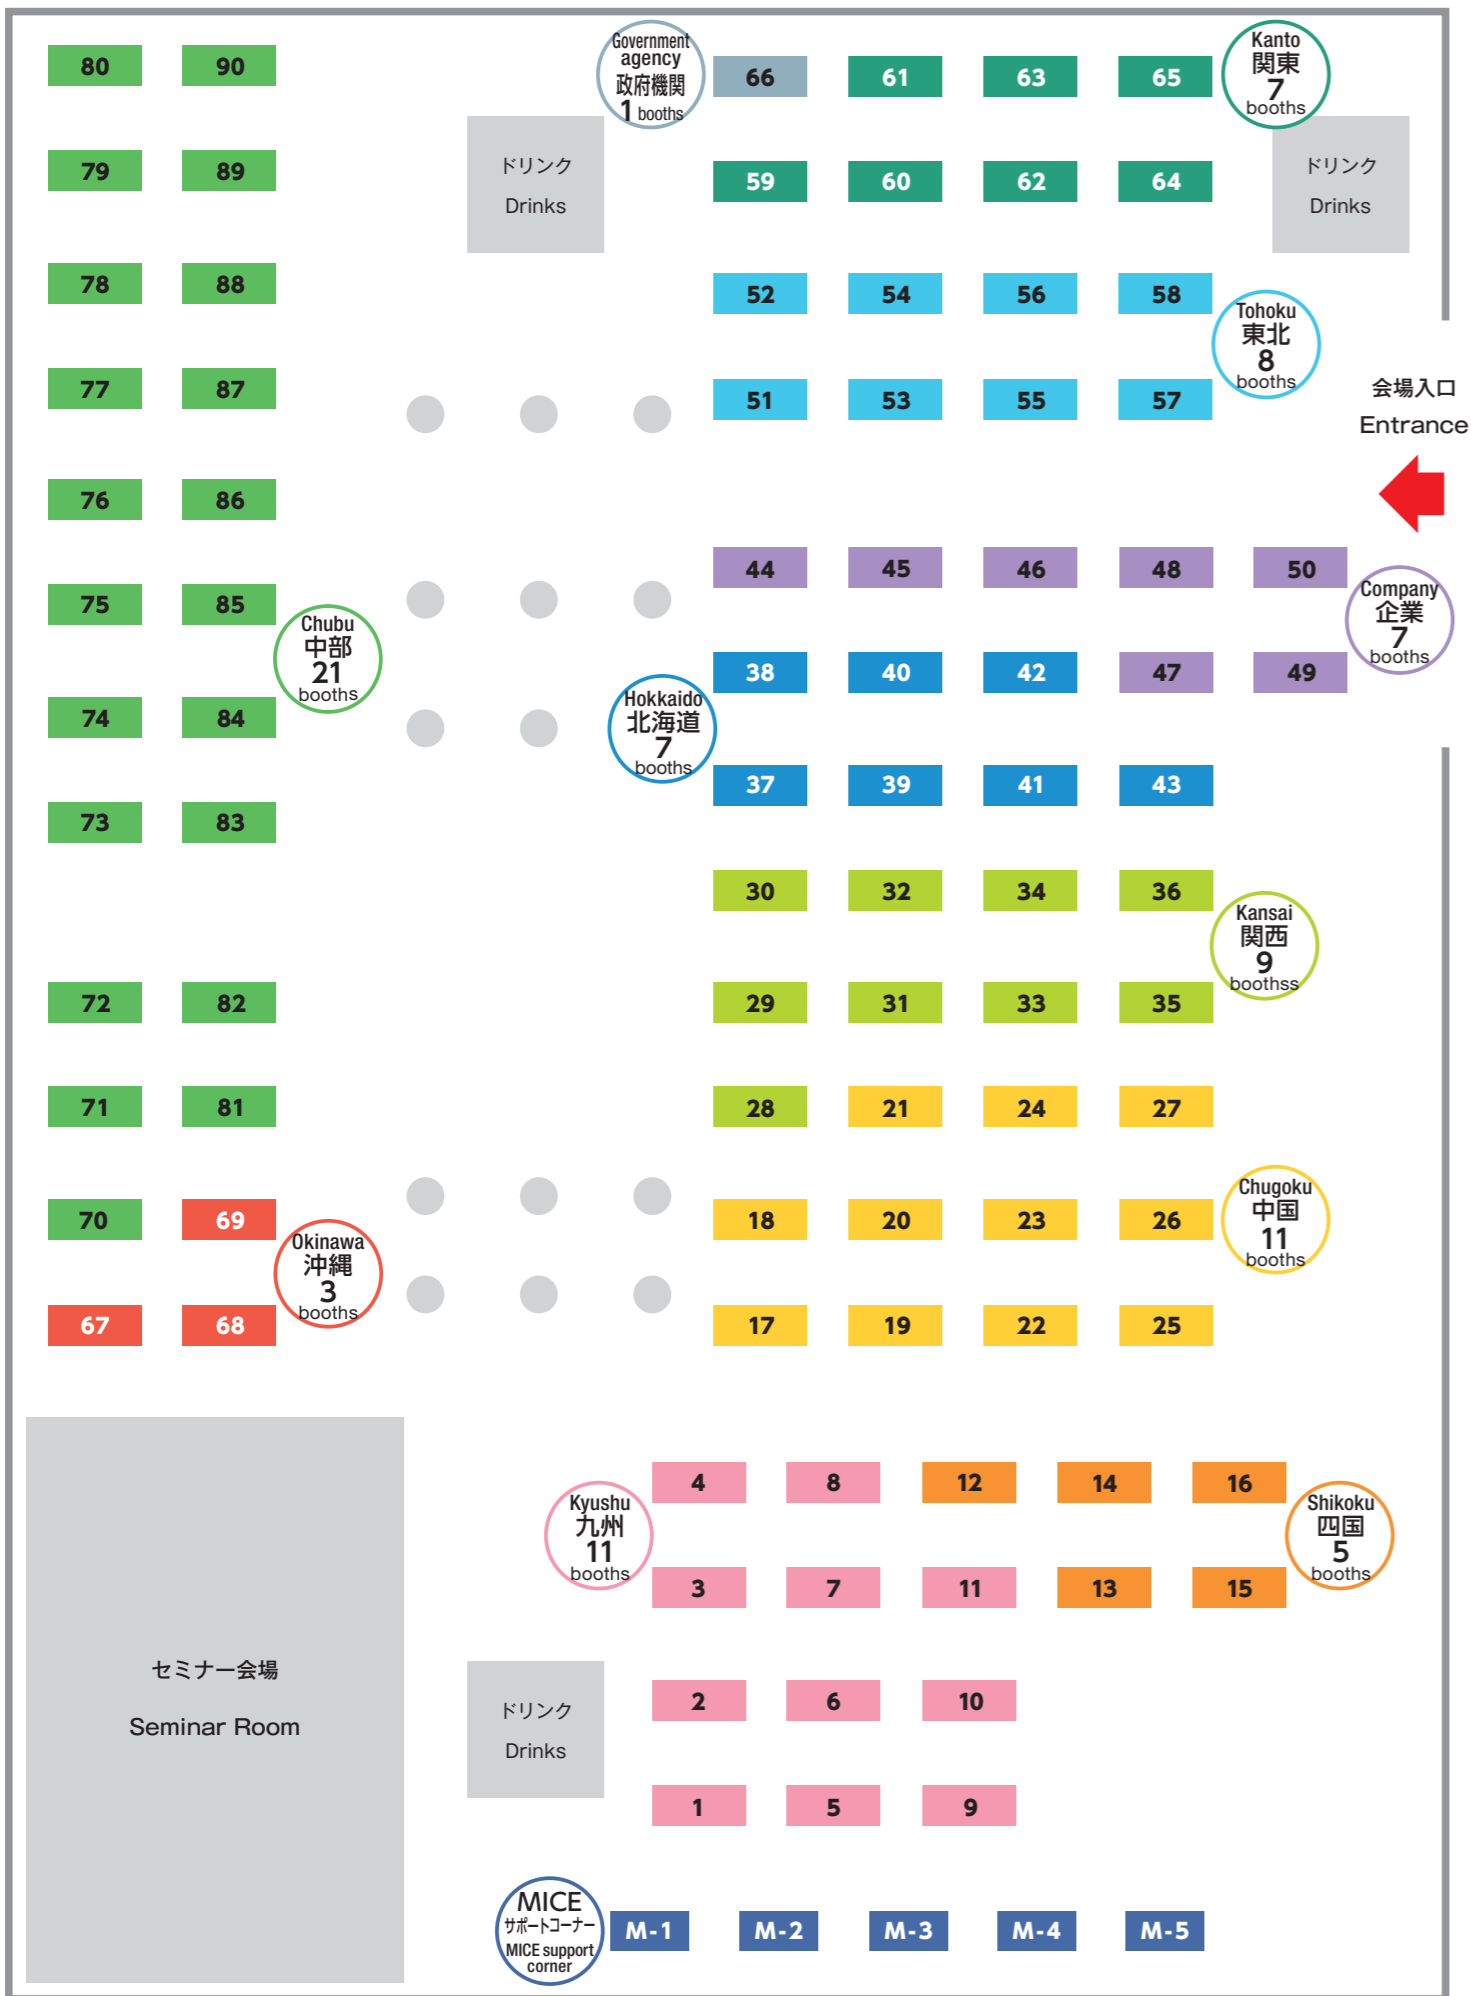 80 90
Government
agency
政府機関
1 booths
66 61 63 65
Kanto
関東
7
booths
79 89
ドリンク
Drinks
59 60 62 64
ドリンク
Drinks
78 88
52 54 56 58
Tohoku
東北
8
booths
77 87
51 53 55 57
会場入口
Entrance
76 86
44 45 46 48 50
Company
企業
7
booths
75 85
Chubu
中部
21
booths
38 40 42 47 49
Hokkaido
北海道
7
booths
74 84
37 39 41 43
73 83
30 32 34 36
Kansai
関西
9
boothss
72 82
29 31 33 35
71 81
28 21 24 27
70 69
Okinawa
沖縄
3
booths
18 20 23 26
Chugoku
中国
11
booths
67 68
17 19 22 25
Kyushu
九州
11
booths
4 8 12 14 16
Shikoku
四国
5
booths
3 7 11 13 15
セミナー会場
Seminar Room
ドリンク
Drinks
2 6 10
1 5 9
MICE
サポートコーナー
MICE support
corner
M-1 M-2 M-3 M-4 M-5